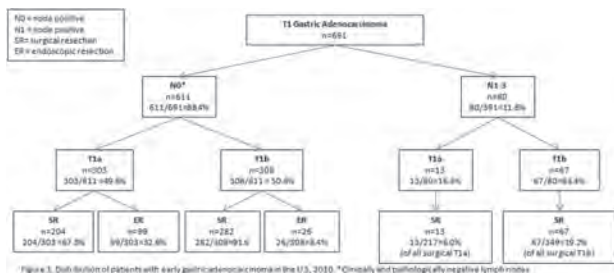 N0 = node positive
N1 = node positive
SR= surgical resection
ER = endoscopic resection
T1 Gastric Adenocarcinoma
n=691
N0*
n=611
611/691=88.4%
N1-3
n=80
80/691=11.6%
T1a
n=303
303/611=49.6%
T1b
n=308
308/611=50.4%
T1a
n=13
13/80=16.3%
T1b
n=67
67/80=83.8%
SR
n=204
204/303=67.3%
ER
n=99
99/303=32.6%
SR
n=282
282/308=91.6
ER
n=26
26/308=8.4%
SR
n=13
13/217=6.0%
(of all surgical T1a)
SR
n=67
67/349=19.2%
(of all surgical T1b)
Figure 1. Distribution of patients with early gastric adenocarcinoma in the U.S, 2010. * Clinically and pathologically negative lymph nodes